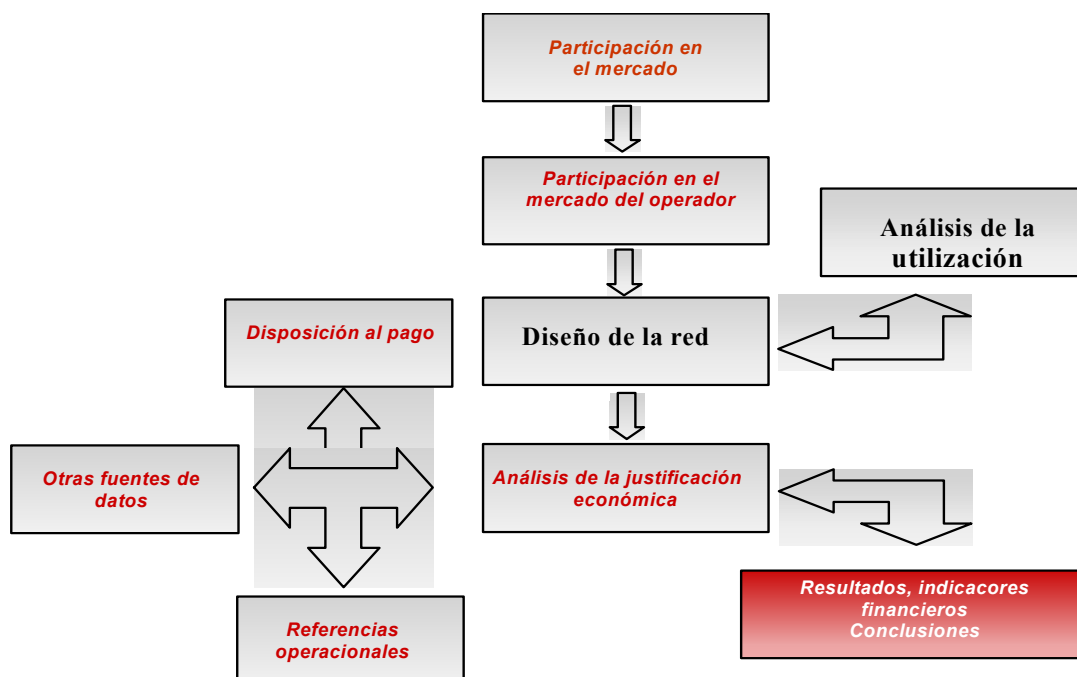 Participación en
el mercado
Participación en el
mercado del operador
Análisis de la
utilización
Disposición al pago
Diseño de la red
Otras fuentes de
datos
Análisis de la justificación
económica
Resultados, indicacores
financieros
Conclusiones
Referencias
operacionales